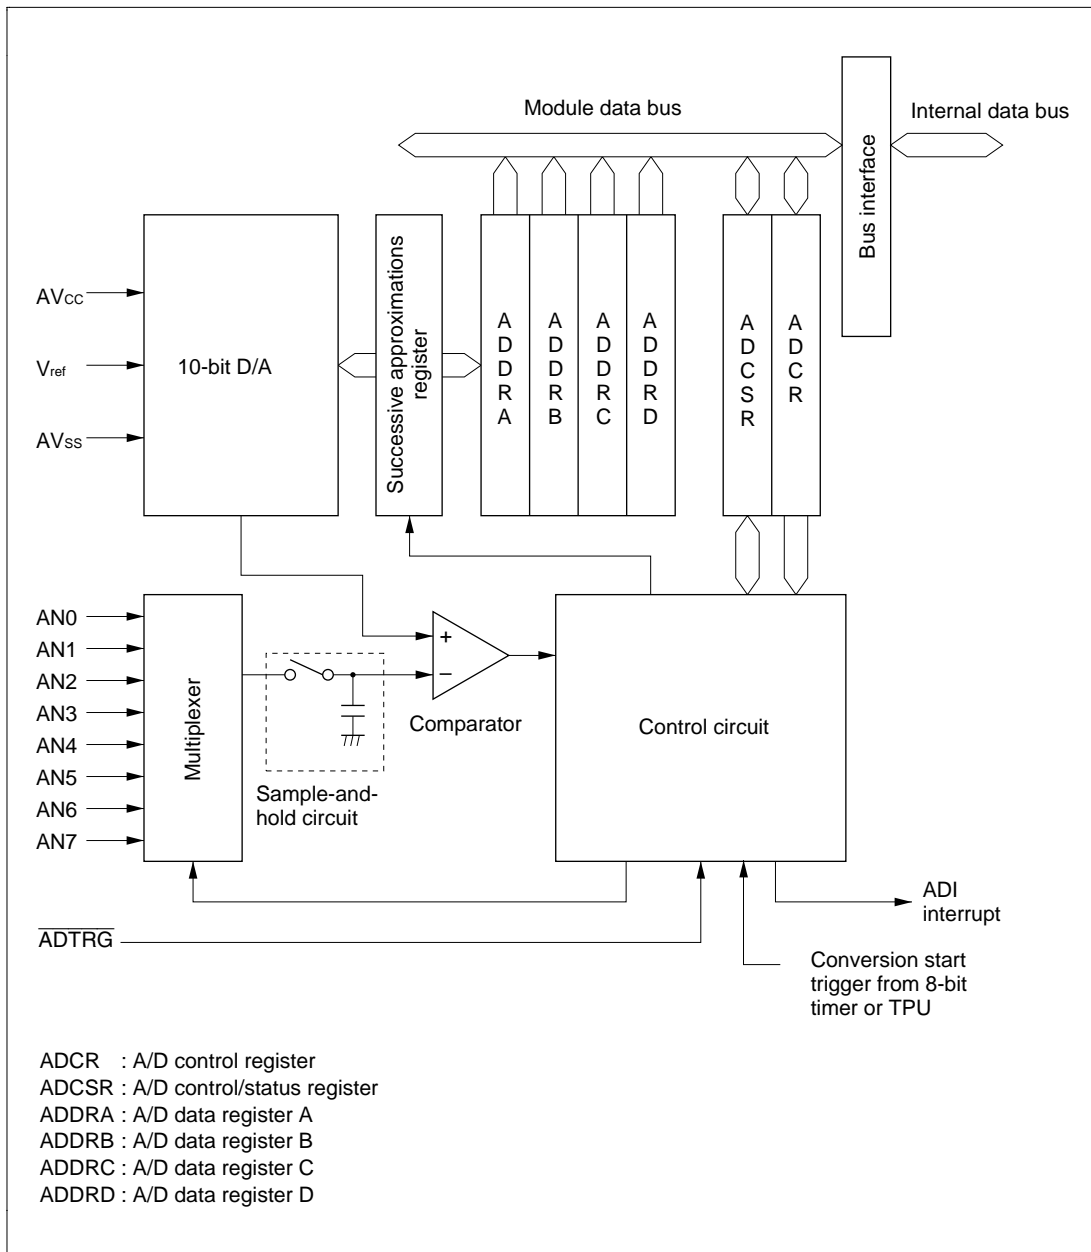 Module data bus
Internal data bus
Bus interface
AVCC
Vref
AVSS
10-bit D/A
Successive approximations
register
ADDRA
ADDRB
ADDRC
ADDRD
ADCSR
ADCR
AN0
AN1
AN2
AN3
AN4
AN5
AN6
AN7
Multiplexer
+
−
Comparator
Sample-and-
hold circuit
Control circuit
ADI
interrupt
ADTRG
Conversion start
trigger from 8-bit
timer or TPU
ADCR : A/D control register
ADCSR : A/D control/status register
ADDRA : A/D data register A
ADDRB : A/D data register B
ADDRC : A/D data register C
ADDRD : A/D data register D